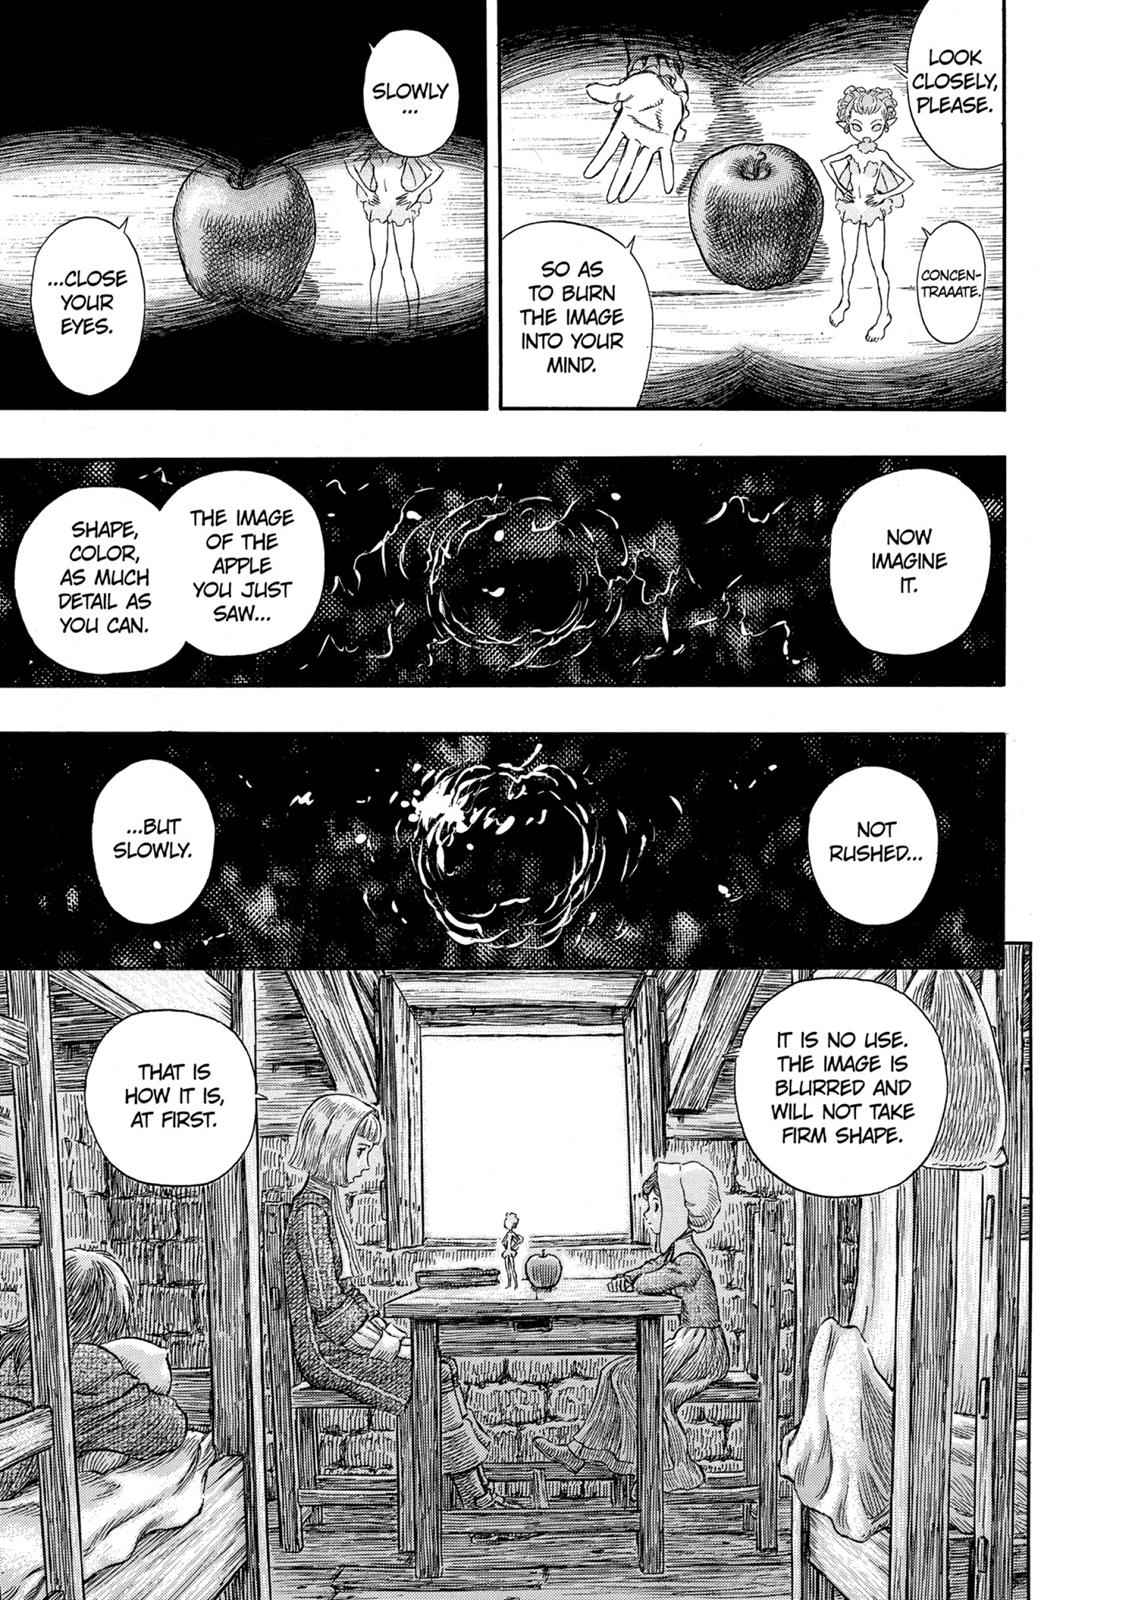 LOOK
CLOSELY,
PLEASE.
CONCEN-
TRAAATE.
SO AS
TO BURN
THE IMAGE
INTO YOUR
MIND.
SLOWLY
...
...CLOSE
YOUR
EYES.
NOW
IMAGINE
IT.
THE IMAGE
OF THE
APPLE
YOU JUST
SAW...
SHAPE,
COLOR,
AS MUCH
DETAIL AS
YOU CAN.
NOT
RUSHED...
...BUT
SLOWLY.
IT IS NO USE.
THE IMAGE IS
BLURRED AND
WILL NOT TAKE
FIRM SHAPE.
THAT IS
HOW IT IS,
AT FIRST.